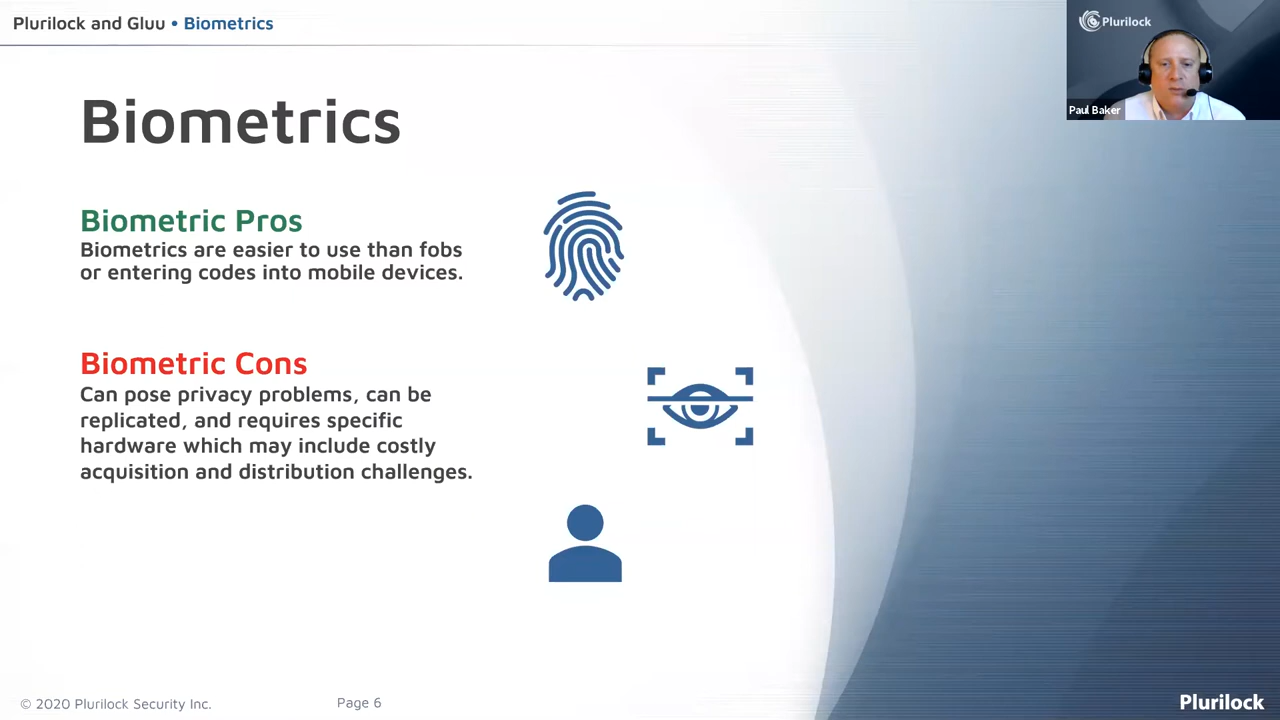 Plurilock and Gluu • Biometrics
Plurilock
Paul Baker
Biometrics
Biometric Pros
Biometrics are easier to use than fobs
or entering codes into mobile devices.
Biometric Cons
Can pose privacy problems, can be
replicated, and requires specific
hardware which may include costly
acquisition and distribution challenges.
© 2020 Plurilock Security Inc.
Page 6
Plurilock